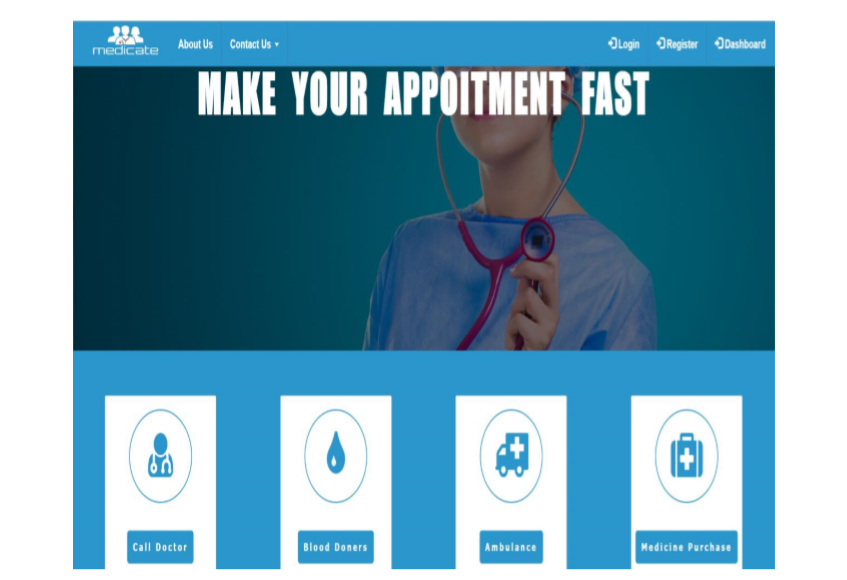 medicate
About Us Contact Us
Login Register Dashboard
MAKE YOUR APPOITMENT FAST
Call Doctor
Blood Doners
Ambulance
Medicine Purchase